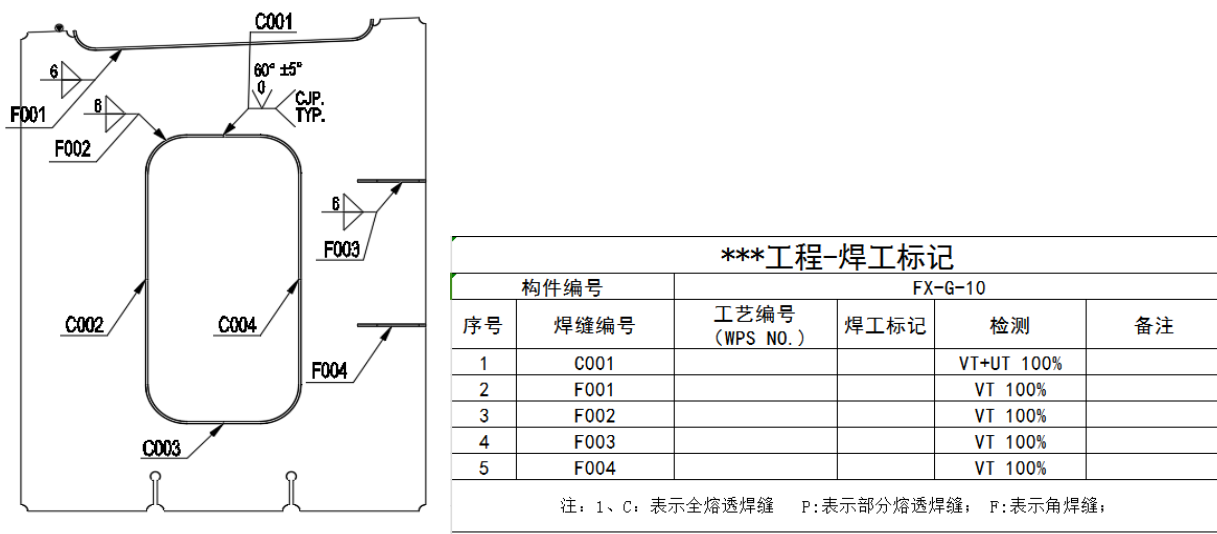 C001
60° ±5°
0
CJP.
TYP.
6
F001
6
F002
6
F003
C002
C004
F004
C003
***工程-焊工标记
构件编号 FX-G-10
序号 焊缝编号 工艺编号 (WPS NO.) 焊工标记 检测 备注
1 C001 VT+UT 100%
2 F001 VT 100%
3 F002 VT 100%
4 F003 VT 100%
5 F004 VT 100%
注: 1、C: 表示全熔透焊缝 P:表示部分熔透焊缝; F:表示角焊缝;